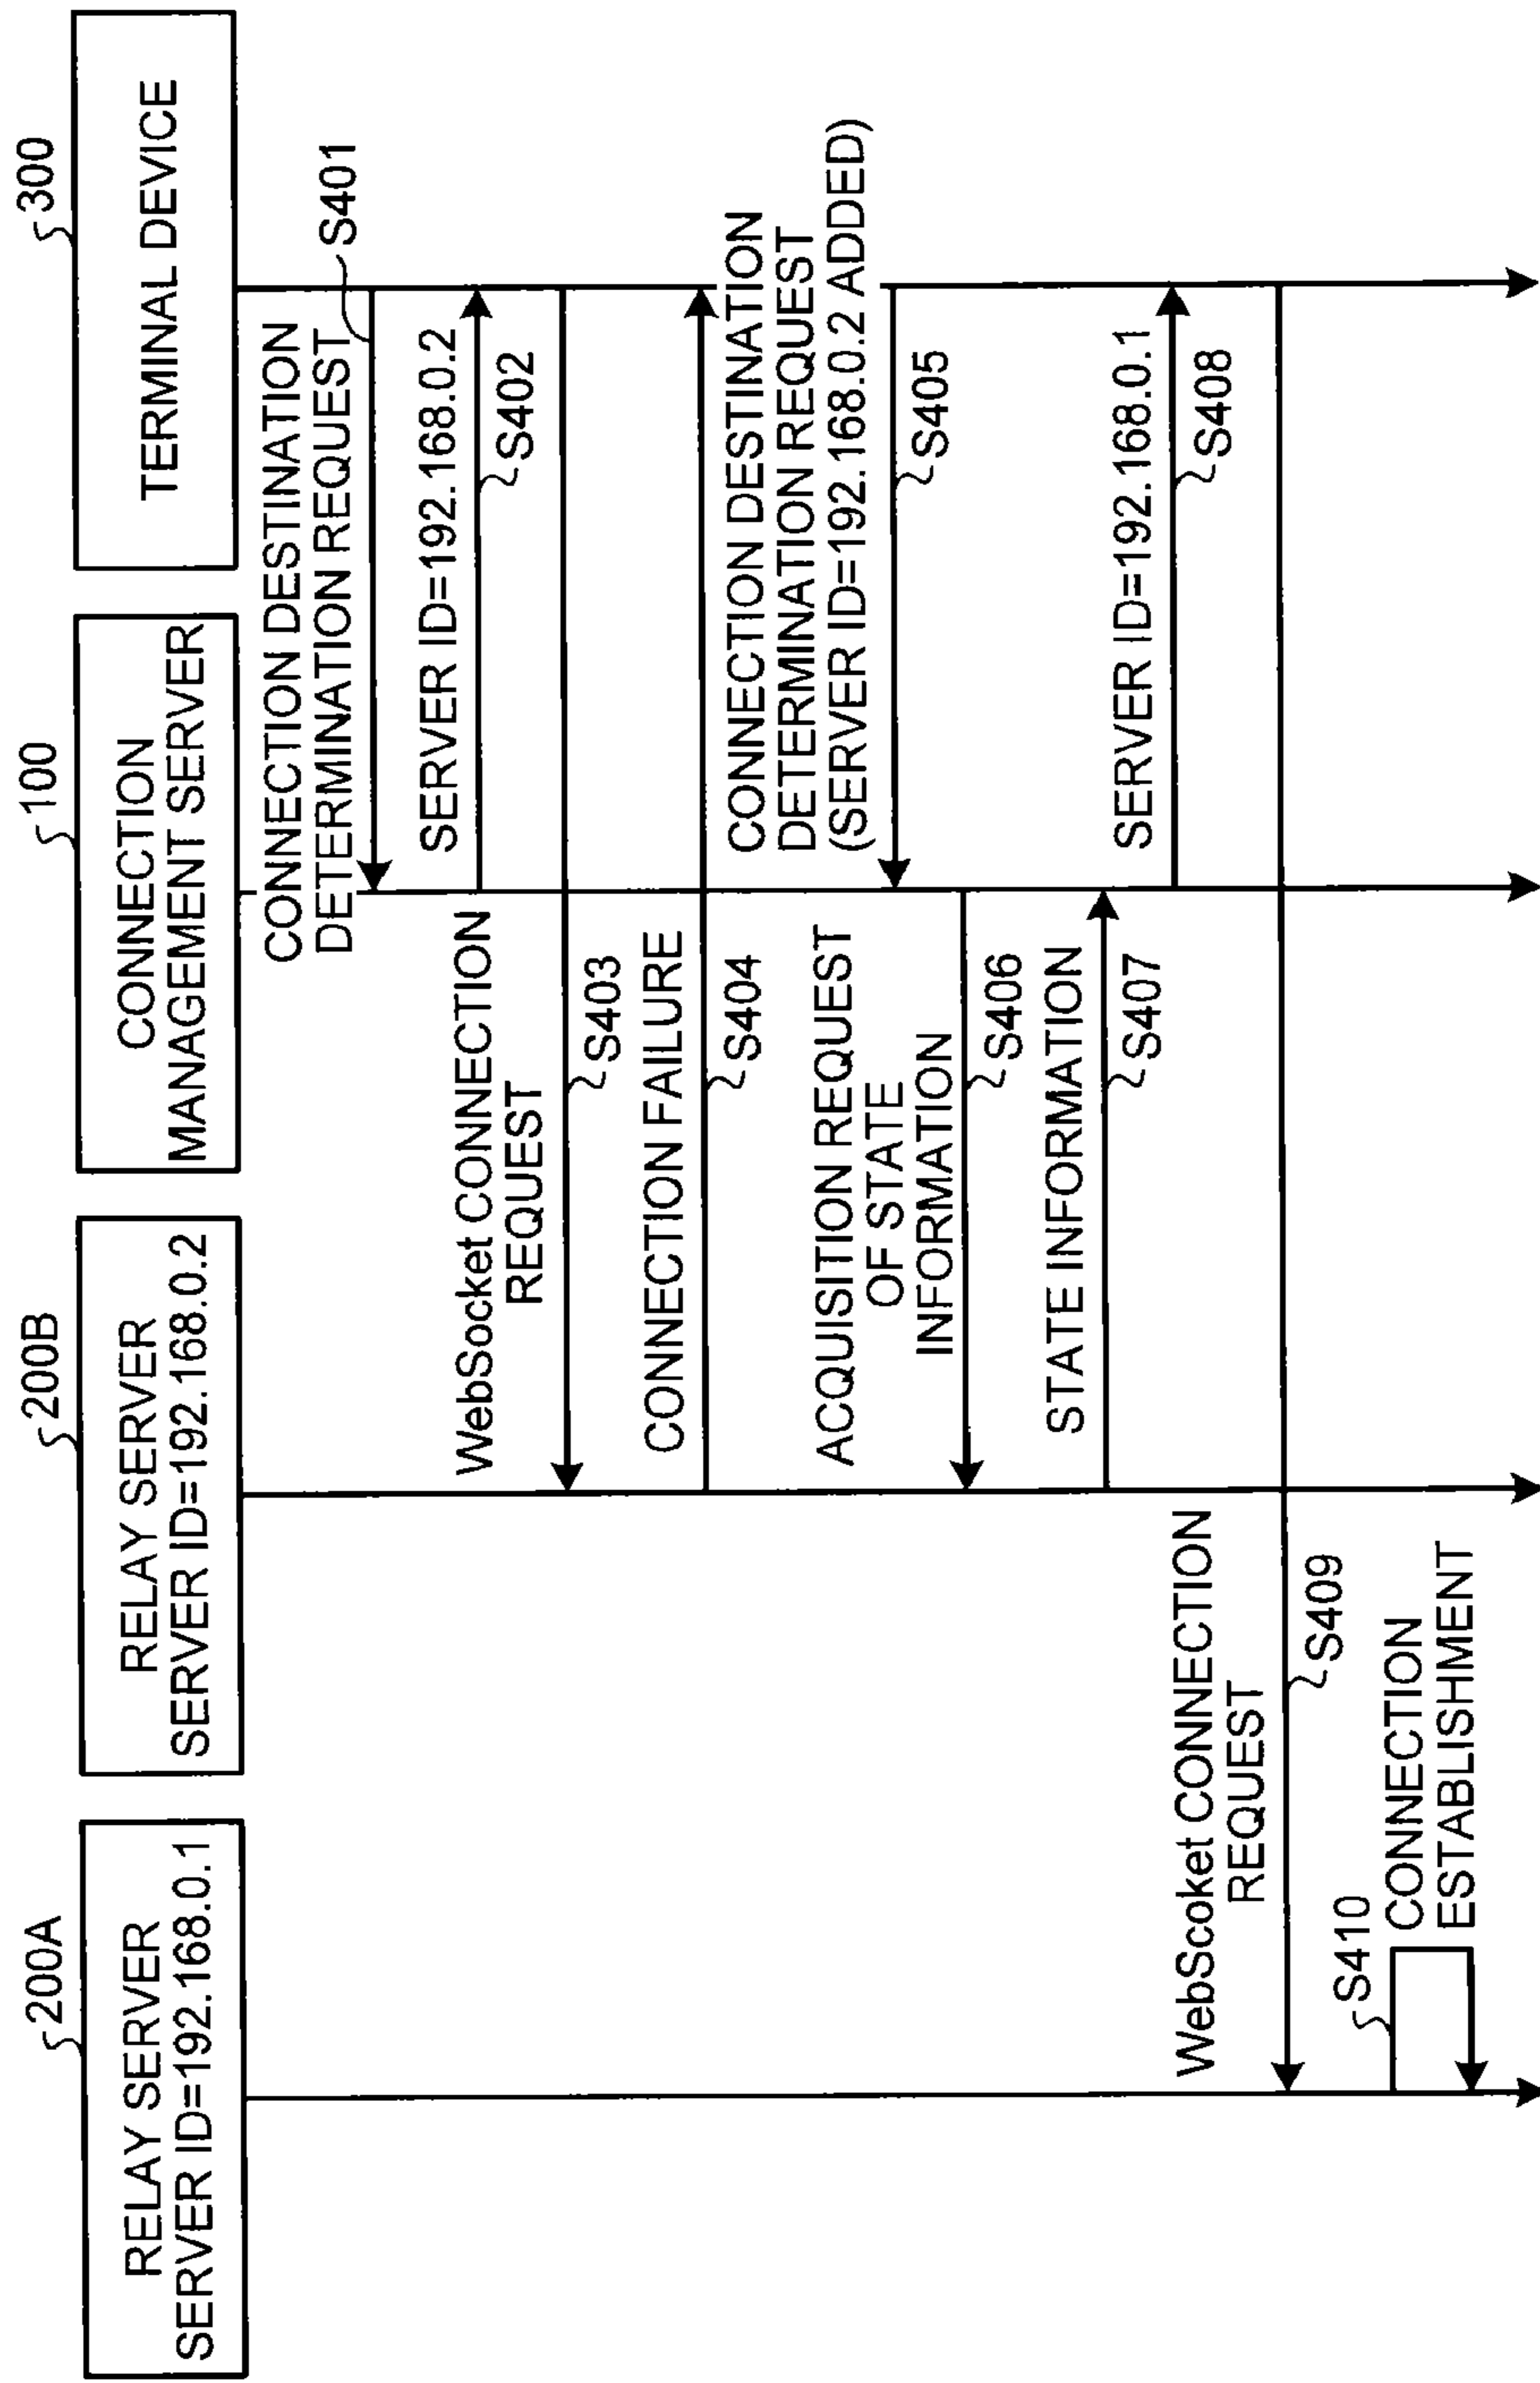 200A
RELAY SERVER
SERVER ID=192.168.0.1
200B
RELAY SERVER
SERVER ID=192.168.0.2
100
CONNECTION
MANAGEMENT SERVER
300
TERMINAL DEVICE
CONNECTION DESTINATION
DETERMINATION REQUEST
S401
SERVER ID=192.168.0.2
S402
WebSocket CONNECTION
REQUEST
S403
CONNECTION FAILURE
S404
CONNECTION DESTINATION
DETERMINATION REQUEST
(SERVER ID=192.168.0.2 ADDED)
S405
ACQUISITION REQUEST
OF STATE
INFORMATION
S406
STATE INFORMATION
S407
SERVER ID=192.168.0.1
S408
WebScoket CONNECTION
REQUEST
S409
S410
CONNECTION
ESTABLISHMENT